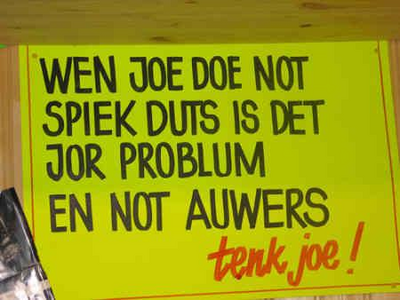 WEN JOE DOE NOT
SPIEK DUTS IS DET
JOR PROBLUM
EN NOT AUWERS
tenk joe!